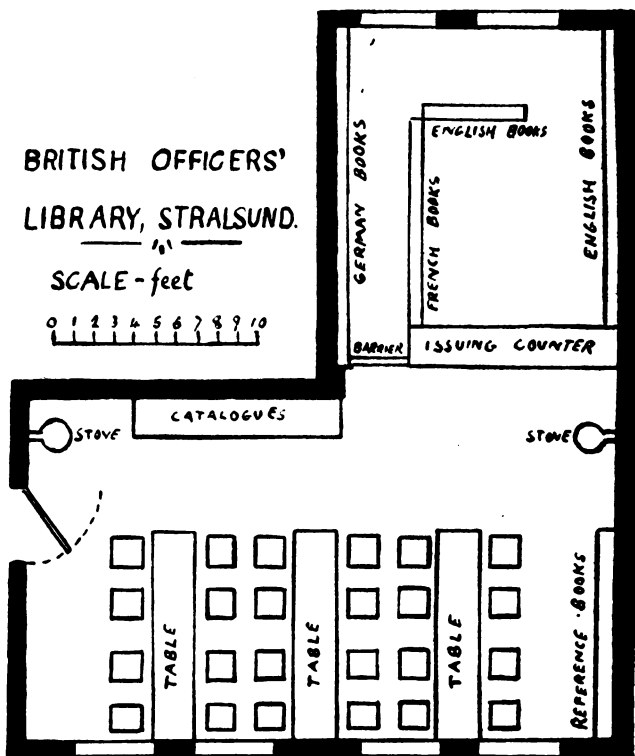 BRITISH OFFICERS'
LIBRARY, STRALSUND.
SCALE-feet
0 1 2 3 4 5 6 7 8 9 10
GERMAN BOOKS
ENGLISH BOOKS
FRENCH BOOKS
ENGLISH BOOKS
BARRIER
ISSUING COUNTER
CATALOGUES
STOVE
STOVE
TABLE
TABLE
TABLE
REFERENCE·BOOKS